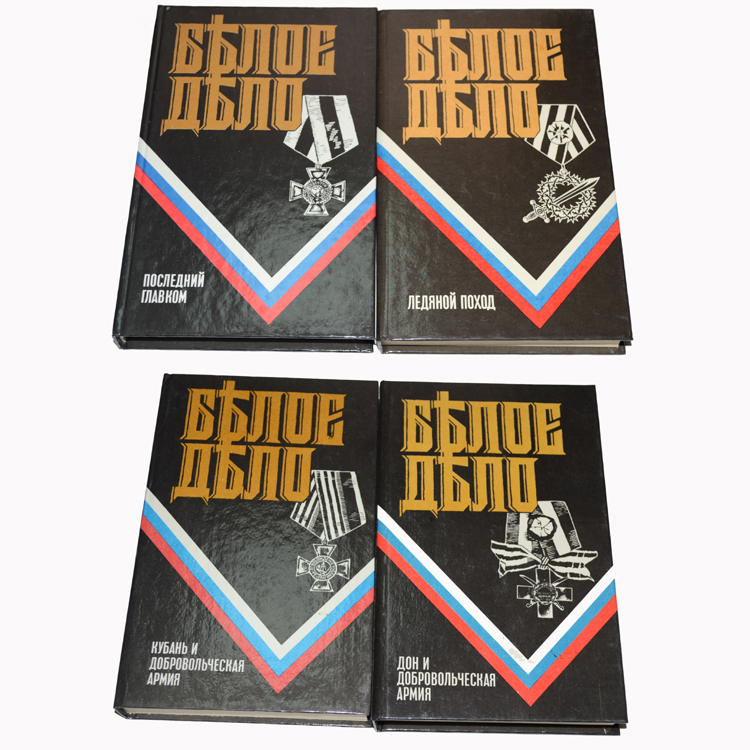 БѢЛОЕ
ДѢЛО
ПОСЛЕДНИЙ
ГЛАВКОМ
БѢЛОЕ
ДѢЛО
ЛЕДЯНОЙ ПОХОД
БѢЛОЕ
ДѢЛО
КУБАНЬ И
ДОБРОВОЛЬЧЕСКАЯ
АРМИЯ
БѢЛОЕ
ДѢЛО
ДОН И
ДОБРОВОЛЬЧЕСКАЯ
АРМИЯ